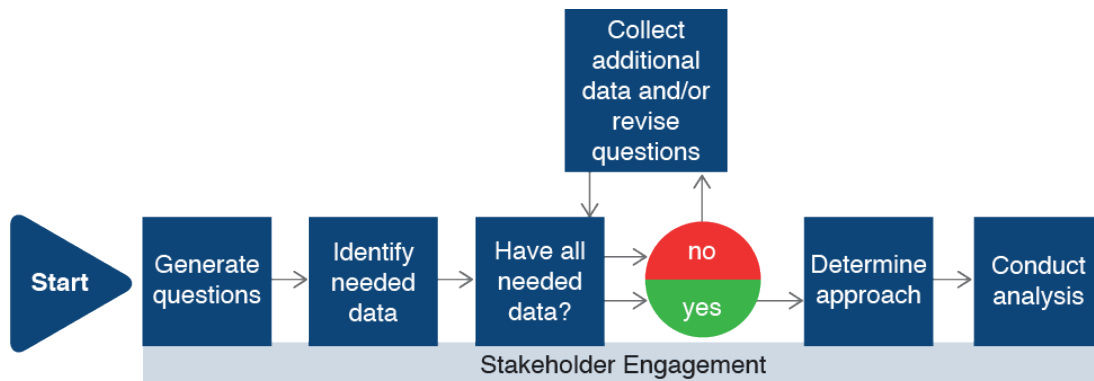 Collect
additional
data and/or
revise
questions
Start
Generate
questions
Identify
needed
data
Have all
needed
data?
no
yes
Determine
approach
Conduct
analysis
Stakeholder Engagement